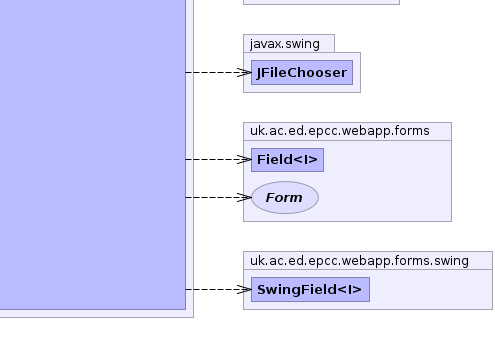 javax.swing
JFileChooser
uk.ac.ed.epcc.webapp.forms
Field<I>
Form
uk.ac.ed.epcc.webapp.forms.swing
SwingField<I>